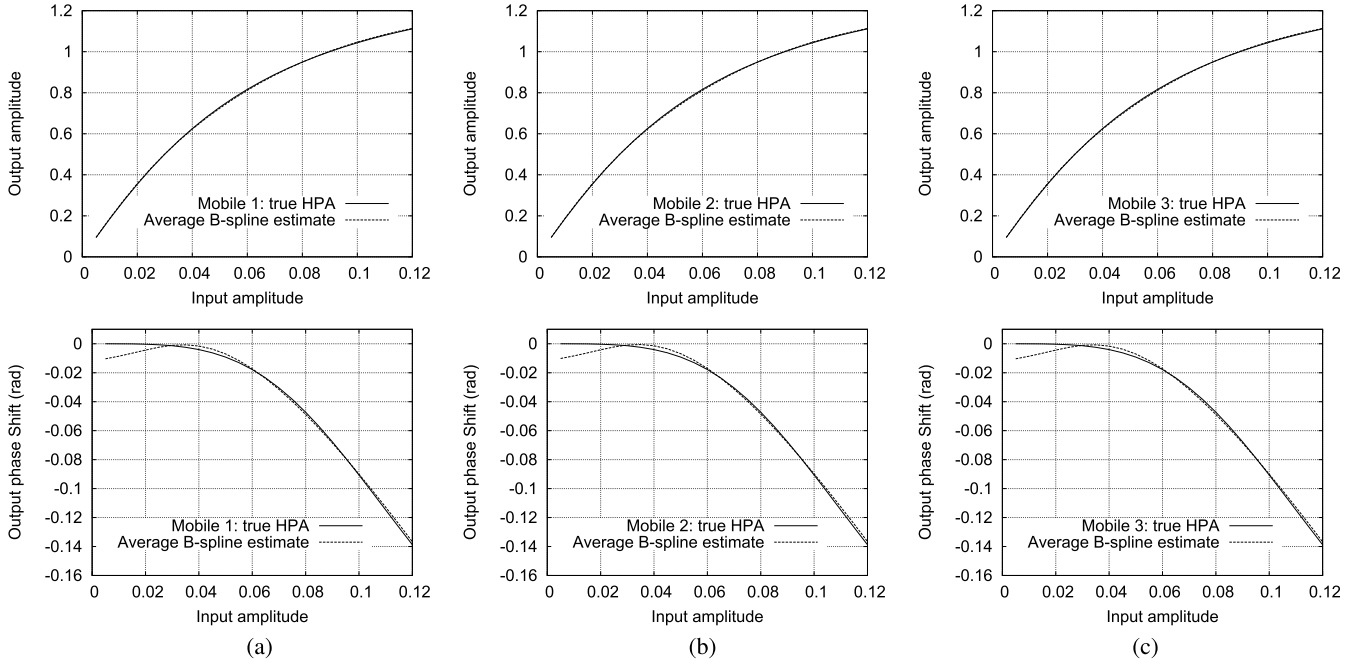 1.2
1
0.8
0.6
0.4
0.2
0
Output amplitude
Mobile 1: true HPA
Average B-spline estimate
0 0.02 0.04 0.06 0.08 0.1 0.12
Input amplitude
1.2
1
0.8
0.6
0.4
0.2
0
Output amplitude
Mobile 2: true HPA
Average B-spline estimate
0 0.02 0.04 0.06 0.08 0.1 0.12
Input amplitude
1.2
1
0.8
0.6
0.4
0.2
0
Output amplitude
Mobile 3: true HPA
Average B-spline estimate
0 0.02 0.04 0.06 0.08 0.1 0.12
Input amplitude
0
-0.02
-0.04
-0.06
-0.08
-0.1
-0.12
-0.14
-0.16
Output phase Shift (rad)
Mobile 1: true HPA
Average B-spline estimate
0 0.02 0.04 0.06 0.08 0.1 0.12
Input amplitude
(a)
0
-0.02
-0.04
-0.06
-0.08
-0.1
-0.12
-0.14
-0.16
Output phase Shift (rad)
Mobile 2: true HPA
Average B-spline estimate
0 0.02 0.04 0.06 0.08 0.1 0.12
Input amplitude
(b)
0
-0.02
-0.04
-0.06
-0.08
-0.1
-0.12
-0.14
-0.16
Output phase Shift (rad)
Mobile 3: true HPA
Average B-spline estimate
0 0.02 0.04 0.06 0.08 0.1 0.12
Input amplitude
(c)